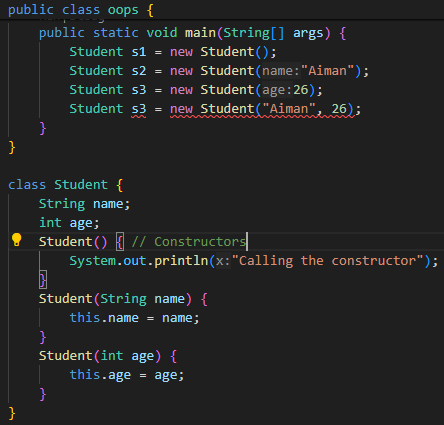 public class oops {
public static void main(String[] args) {
Student s1 = new Student();
Student s2 = new Student(name:"Aiman");
Student s3 = new Student(age:26);
Student s3 = new Student("Aiman", 26);
}
}
class Student {
String name;
int age;
Student() { // Constructors
System.out.println(x:"Calling the constructor");
}
Student(String name) {
this.name = name;
}
Student(int age) {
this.age = age;
}
}